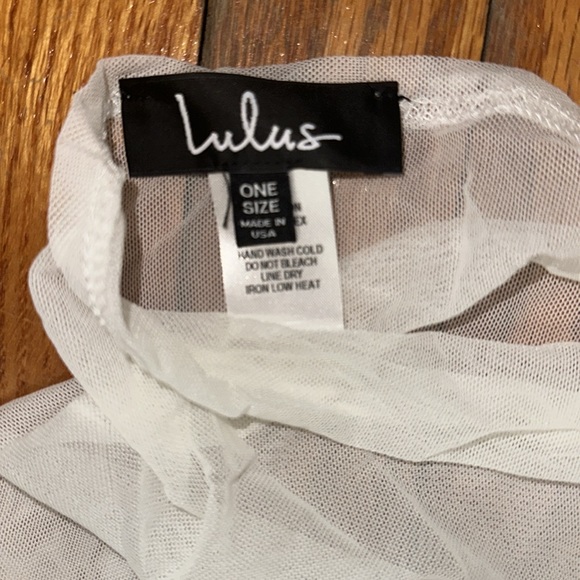 Lulus
ONE
SIZE
MADE IN
USA
HAND WASH COLD
DO NOT BLEACH
LINE DRY
IRON LOW HEAT